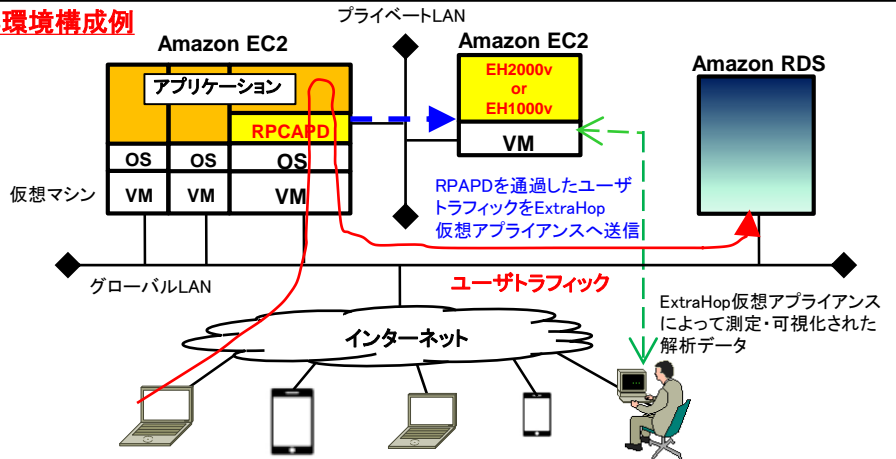 環境構成例
プライベートLAN
Amazon EC2
Amazon EC2
Amazon RDS
アプリケーション
EH2000v
or
EH1000v
RPCAPD
VM
OS
OS
OS
仮想マシン
VM
VM
VM
RPAPDを通過したユーザ
トラフィックをExtraHop
仮想アプライアンスへ送信
グローバルLAN
ユーザトラフィック
インターネット
ExtraHop仮想アプライアンス
によって測定・可視化された
解析データ